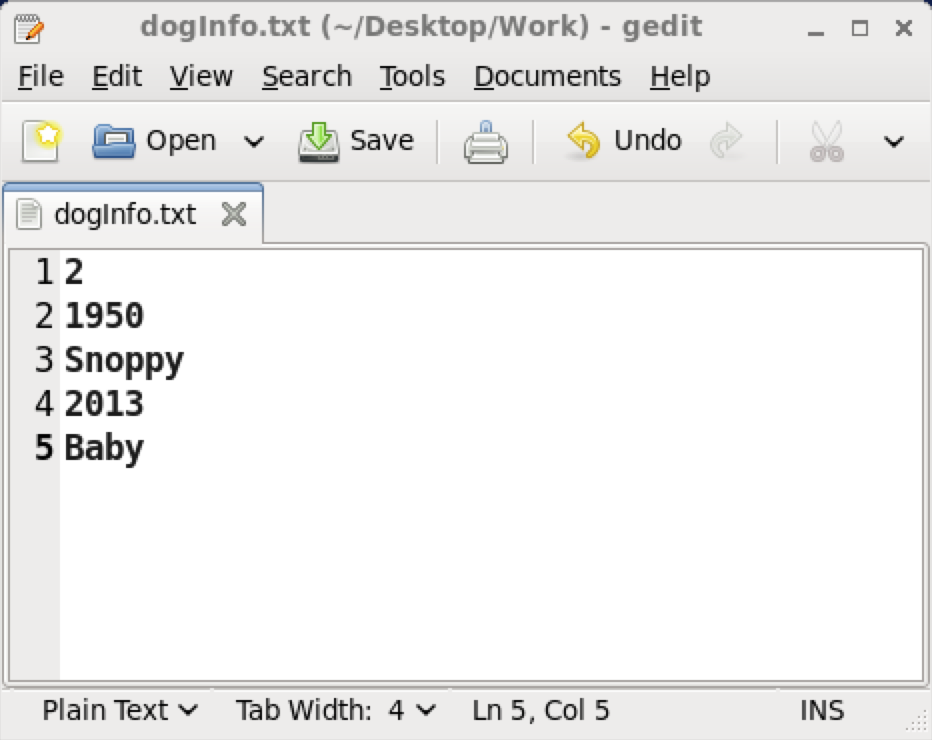 dogInfo.txt (~/Desktop/Work) - gedit
File Edit View Search Tools Documents Help
Open Save Undo
dogInfo.txt
1 2
2 1950
3 Snoppy
4 2013
5 Baby
Plain Text Tab Width: 4 Ln 5, Col 5 INS